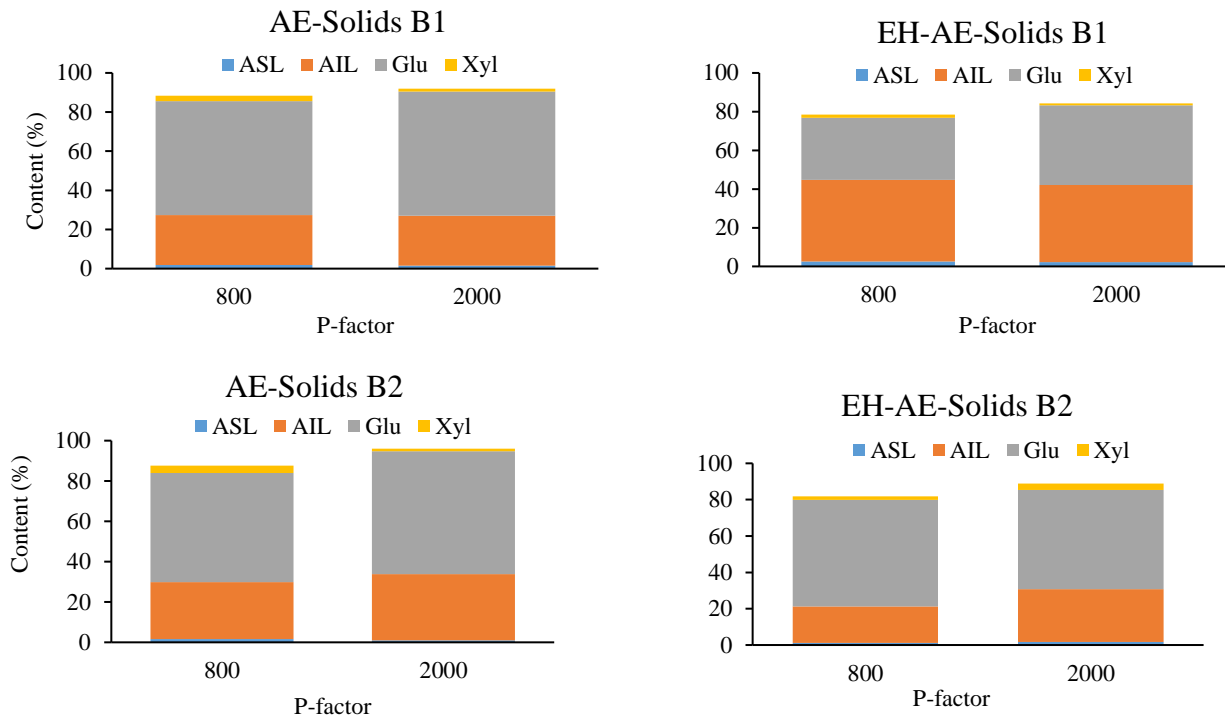 AE-Solids B1
ASL AIL Glu Xyl
100
80
60
40
20
0
Content (%)
800 2000
P-factor
EH-AE-Solids B1
ASL AIL Glu Xyl
100
80
60
40
20
0
800 2000
P-factor
AE-Solids B2
ASL AIL Glu Xyl
100
80
60
40
20
0
Content (%)
800 2000
P-factor
EH-AE-Solids B2
ASL AIL Glu Xyl
100
80
60
40
20
0
800 2000
P-factor